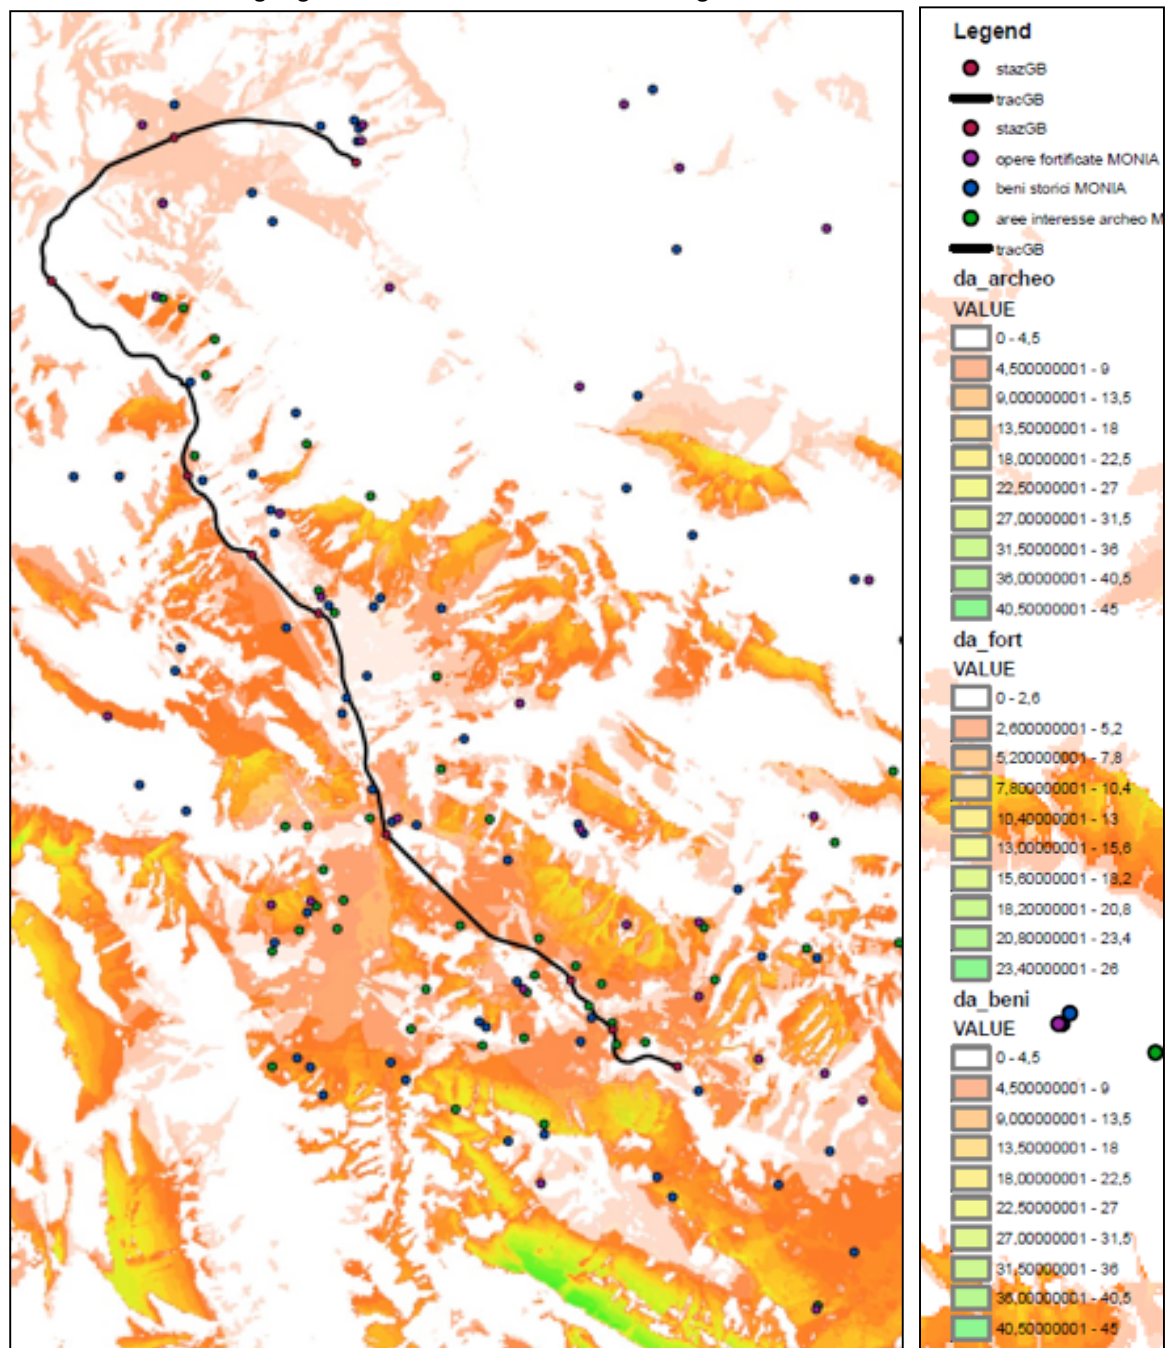 Legend
stazGB
tracGB
stazGB
opere fortificate MONIA
beni storici MONIA
aree interesse archeo M
tracGB
da_archeo
VALUE
0 - 4,5
4,500000001 - 9
9,000000001 - 13,5
13,50000001 - 18
18,00000001 - 22,5
22,50000001 - 27
27,00000001 - 31,5
31,50000001 - 36
36,00000001 - 40,5
40,50000001 - 45
da_fort
VALUE
0 - 2,6
2,600000001 - 5,2
5,200000001 - 7,8
7,800000001 - 10,4
10,40000001 - 13
13,00000001 - 15,6
15,60000001 - 18,2
18,20000001 - 20,8
20,80000001 - 23,4
23,40000001 - 26
da_beni
VALUE
0 - 4,5
4,500000001 - 9
9,000000001 - 13,5
13,50000001 - 18
18,00000001 - 22,5
22,50000001 - 27
27,00000001 - 31,5
31,50000001 - 36
36,00000001 - 40,5
40,50000001 - 45